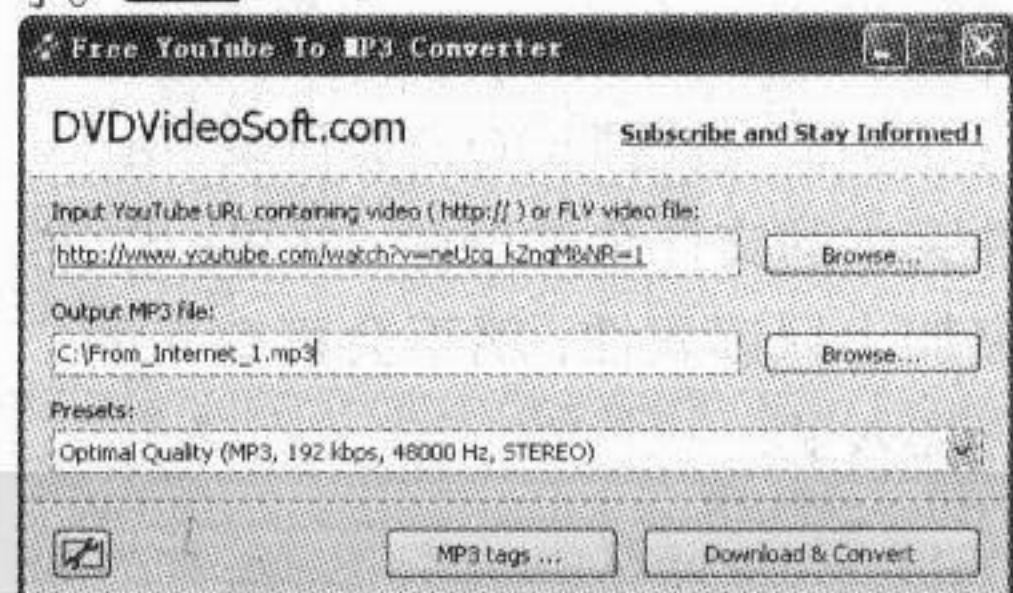 Free YouTube To MP3 Converter
DVDVideoSoft.com
Subscribe and Stay Informed!
Input YouTube URL containing video ( http:// ) or FLV video file:
http://www.youtube.com/watch?v=neUcq_kZnqM&NR=1
Browse...
Output MP3 file:
C:\From_Internet_1.mp3
Browse...
Presets:
Optimal Quality (MP3, 192 kbps, 48000 Hz, STEREO)
MP3 tags ...
Download & Convert